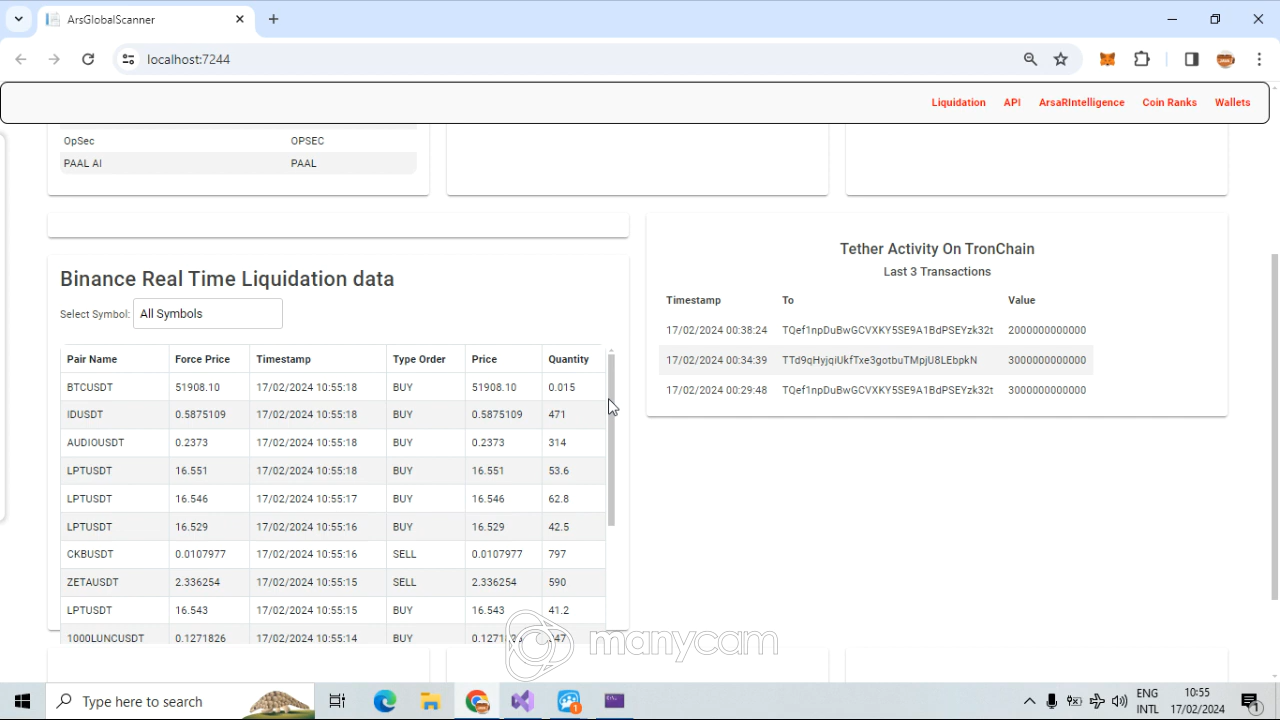 ArsGlobalScanner
localhost:7244
Liquidation API ArsaRIntelligence Coin Ranks Wallets
OpSec OPSEC
PAAL AI PAAL
Binance Real Time Liquidation data
Select Symbol: All Symbols
Pair Name Force Price Timestamp Type Order Price Quantity
BTCUSDT 51908.10 17/02/2024 10:55:18 BUY 51908.10 0.015
IDUSDT 0.5875109 17/02/2024 10:55:18 BUY 0.5875109 471
AUDIOUSDT 0.2373 17/02/2024 10:55:18 BUY 0.2373 314
LPTUSDT 16.551 17/02/2024 10:55:18 BUY 16.551 53.6
LPTUSDT 16.546 17/02/2024 10:55:17 BUY 16.546 62.8
LPTUSDT 16.529 17/02/2024 10:55:16 BUY 16.529 42.5
CKBUSDT 0.0107977 17/02/2024 10:55:16 SELL 0.0107977 797
ZETAUSDT 2.336254 17/02/2024 10:55:15 SELL 2.336254 590
LPTUSDT 16.543 17/02/2024 10:55:15 BUY 16.543 41.2
1000LUNCUSDT 0.1271826 17/02/2024 10:55:14 BUY
Tether Activity On TronChain
Last 3 Transactions
Timestamp To Value
17/02/2024 00:38:24 TQef1npDuBwGCVXKY5SE9A1BdPSEYzk32t 2000000000000
17/02/2024 00:34:39 TTd9qHyjqiUkfTxe3gotbuTMpjU8LEbpkN 3000000000000
17/02/2024 00:29:48 TQef1npDuBwGCVXKY5SE9A1BdPSEYzk32t 3000000000000
manycam
Type here to search
ENG
INTL
10:55
17/02/2024